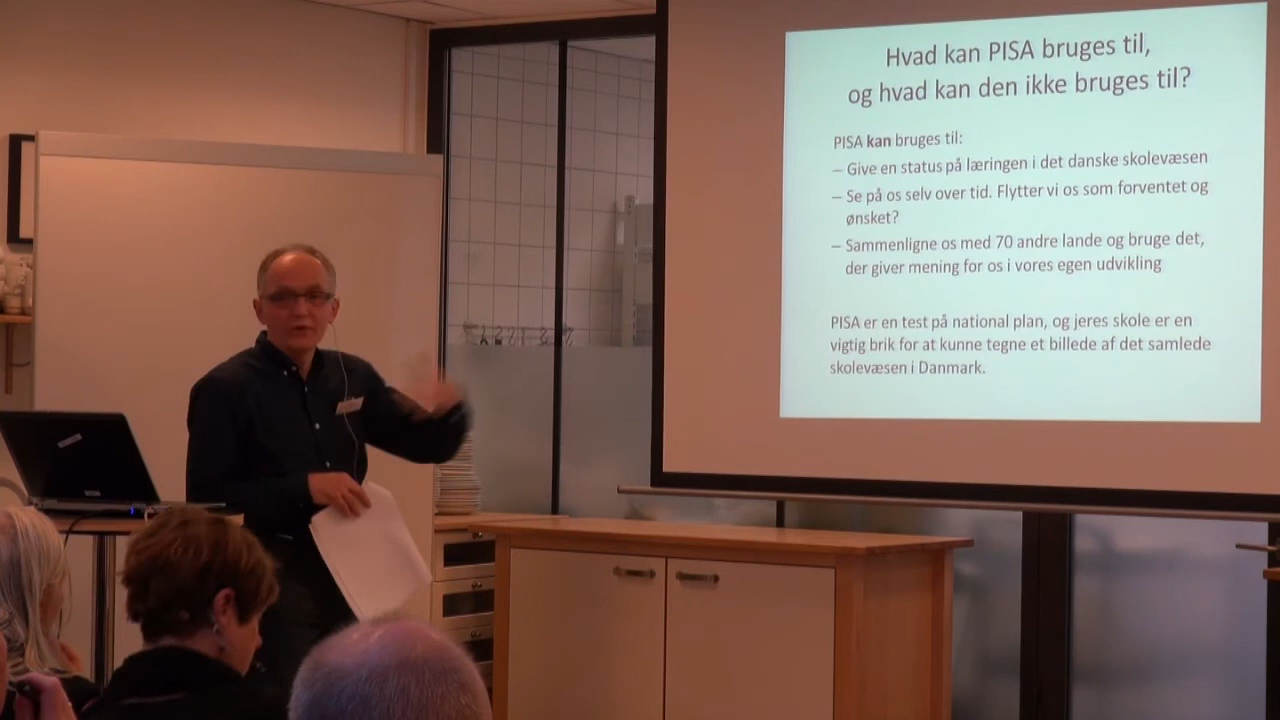 Hvad kan PISA bruges til,
og hvad kan den ikke bruges til?
PISA kan bruges til:
– Give en status på læringen i det danske skolevæsen
– Se på os selv over tid. Flytter vi os som forventet og
ønsket?
– Sammenligne os med 70 andre lande og bruge det,
der giver mening for os i vores egen udvikling
PISA er en test på national plan, og jeres skole er en
vigtig brik for at kunne tegne et billede af det samlede
skolevæsen i Danmark.